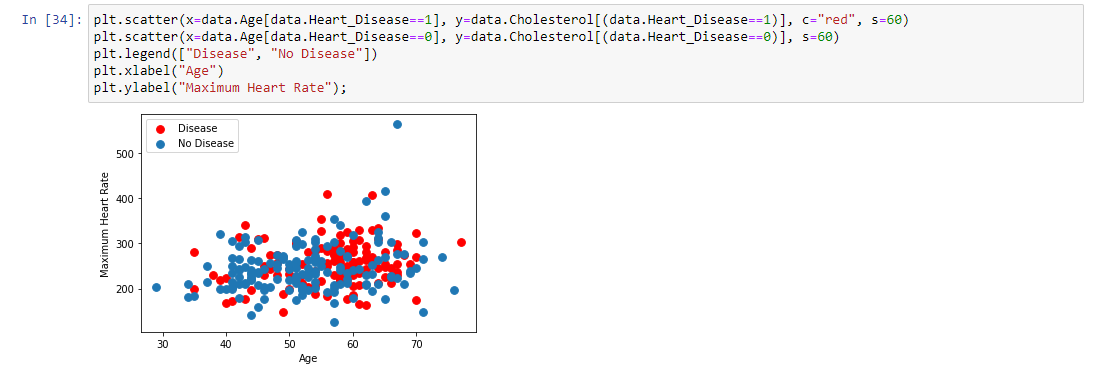 In [34]:
plt.scatter(x=data.Age[data.Heart_Disease==1], y=data.Cholesterol[(data.Heart_Disease==1)], c="red", s=60)
plt.scatter(x=data.Age[data.Heart_Disease==0], y=data.Cholesterol[(data.Heart_Disease==0)], s=60)
plt.legend(["Disease", "No Disease"])
plt.xlabel("Age")
plt.ylabel("Maximum Heart Rate");
Disease
No Disease
Maximum Heart Rate
500
400
300
200
30 40 50 60 70
Age